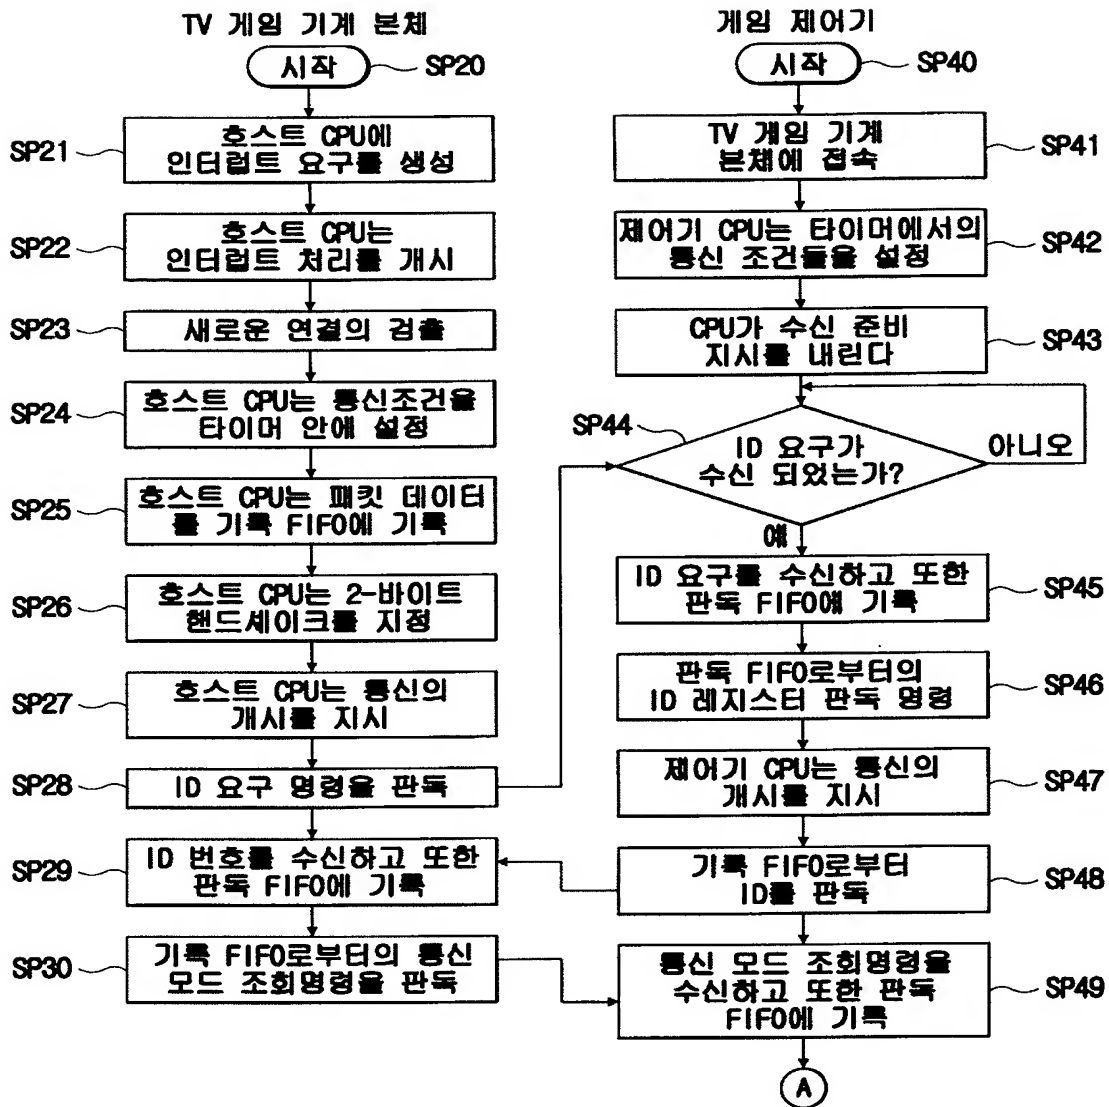 TV 게임 기계 본체
시작
SP20
SP21
호스트 CPU에
인터럽트 요구를 생성
SP22
호스트 CPU는
인터럽트 처리를 개시
SP23
새로운 연결의 검출
SP24
호스트 CPU는 통신조건을
타이머 안에 설정
SP25
호스트 CPU는 패킷 데이터
를 기록 FIFO에 기록
SP26
호스트 CPU는 2-바이트
핸드셰이크를 지정
SP27
호스트 CPU는 통신의
개시를 지시
SP28
ID 요구 명령을 판독
SP29
ID 번호를 수신하고 또한
판독 FIFO에 기록
SP30
기록 FIFO로부터의 통신
모드 조회명령을 판독
게임 제어기
시작
SP40
TV 게임 기계
본체에 접속
SP41
제어기 CPU는 타이머에서의
통신 조건들을 설정
SP42
CPU가 수신 준비
지시를 내린다
SP43
SP44
ID 요구가
수신 되었는가?
아니오
예
ID 요구를 수신하고 또한
판독 FIFO에 기록
SP45
판독 FIFO로부터의
ID 레지스터 판독 명령
SP46
제어기 CPU는 통신의
개시를 지시
SP47
기록 FIFO로부터
ID를 판독
SP48
통신 모드 조회명령을
수신하고 또한 판독
FIFO에 기록
SP49
A